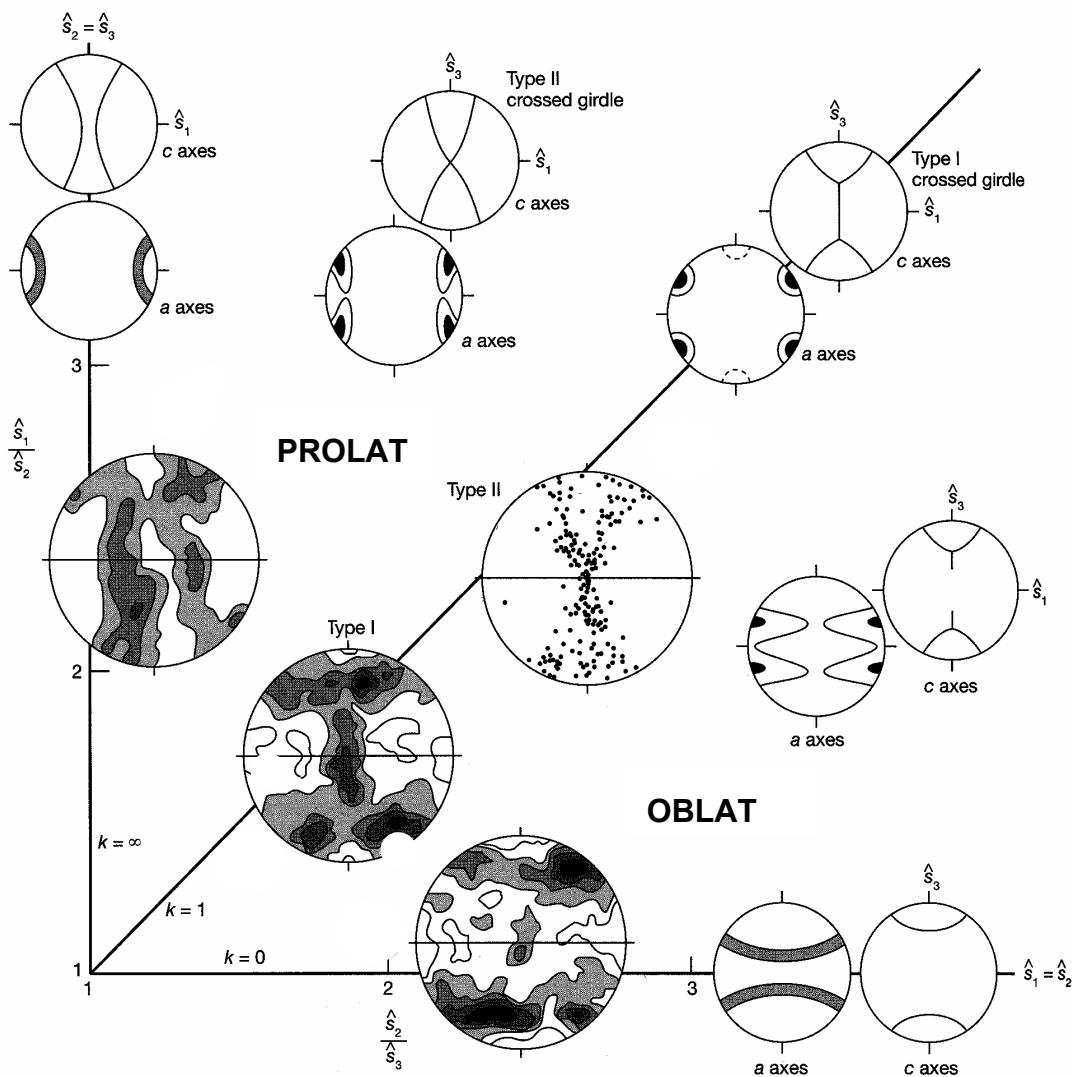 ŝ₂ = ŝ₃
ŝ₁
c axes
a axes
ŝ₃
Type II
crossed girdle
ŝ₁
c axes
a axes
ŝ₃
Type I
crossed girdle
ŝ₁
c axes
a axes
3
ŝ₁
ŝ₂
PROLAT
Type II
ŝ₃
ŝ₁
c axes
a axes
Type I
2
OBLAT
k = ∞
k = 1
k = 0
ŝ₃
1
1
2
3
ŝ₁ = ŝ₂
ŝ₂
ŝ₃
a axes
c axes